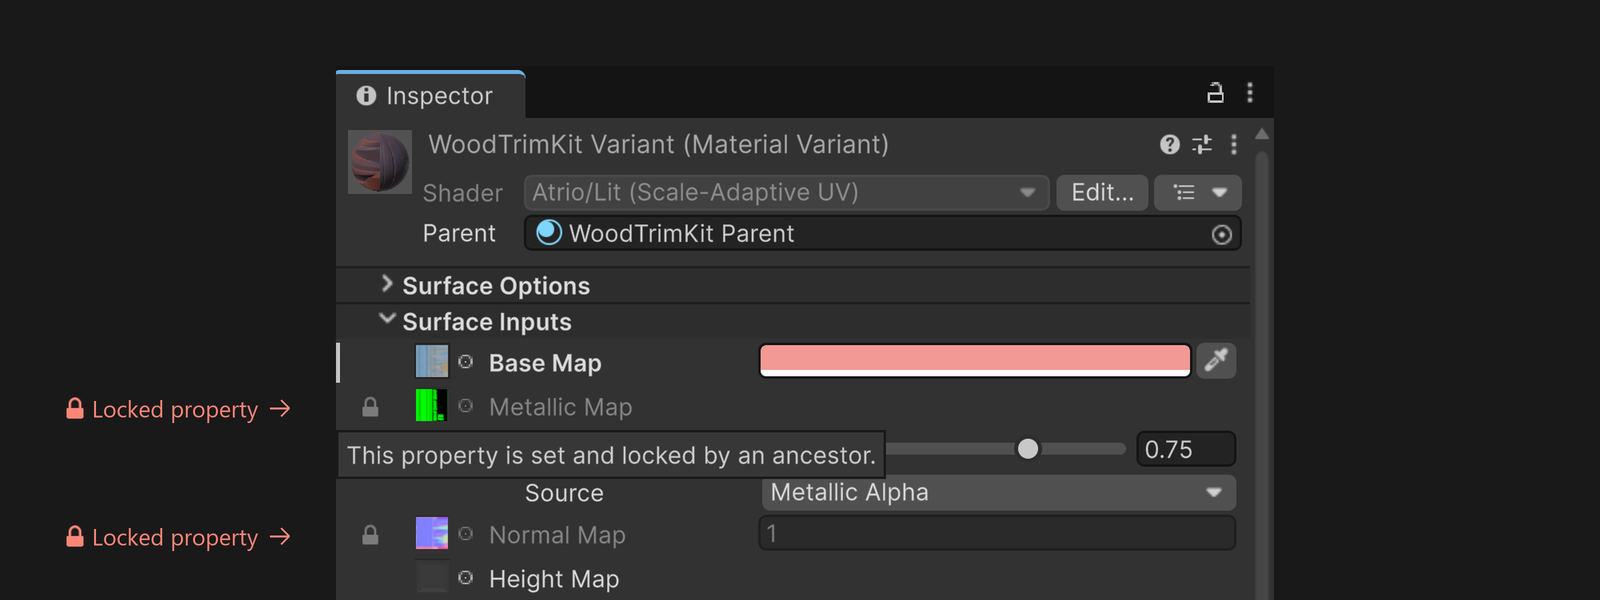 Inspector
WoodTrimKit Variant (Material Variant)
Shader Atrio/Lit (Scale-Adaptive UV) Edit...
Parent WoodTrimKit Parent
Surface Options
Surface Inputs
Base Map
Locked property → Metallic Map
This property is set and locked by an ancestor. 0.75
Source Metallic Alpha
Locked property → Normal Map 1
Height Map